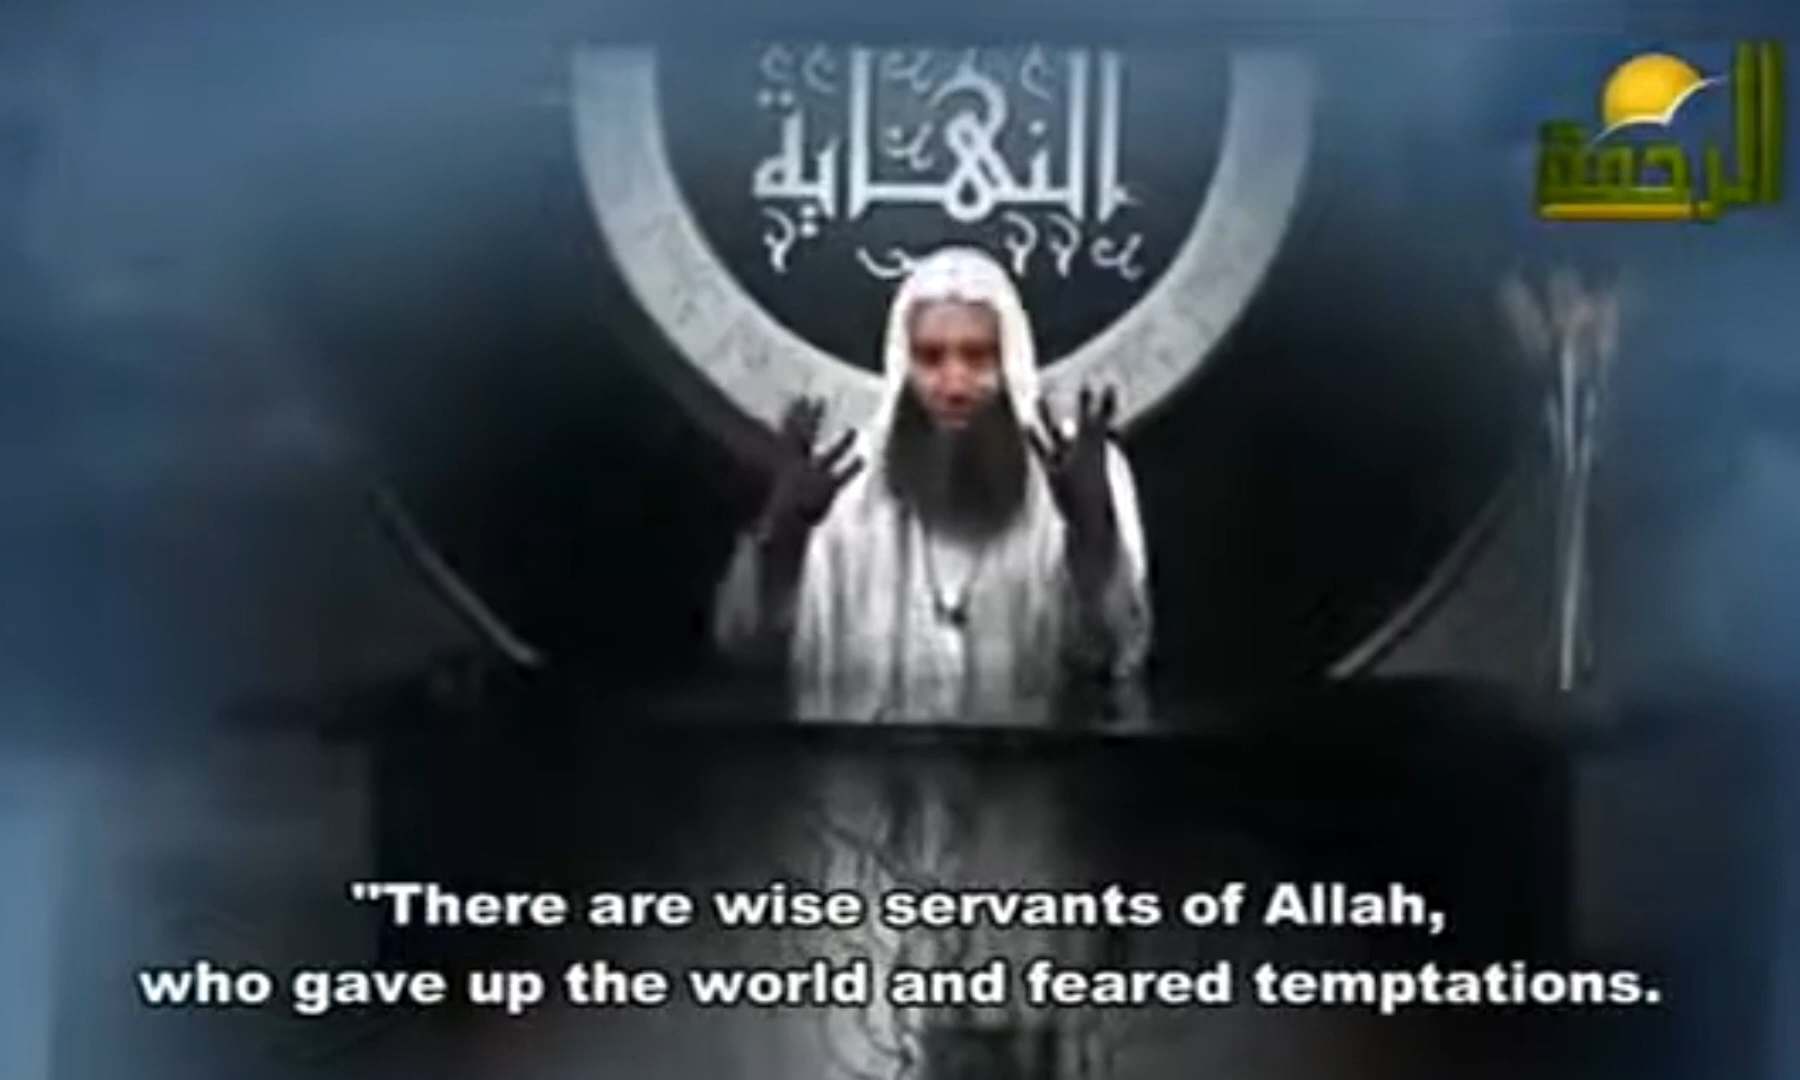 النهاية
الرحمة
"There are wise servants of Allah,
who gave up the world and feared temptations.